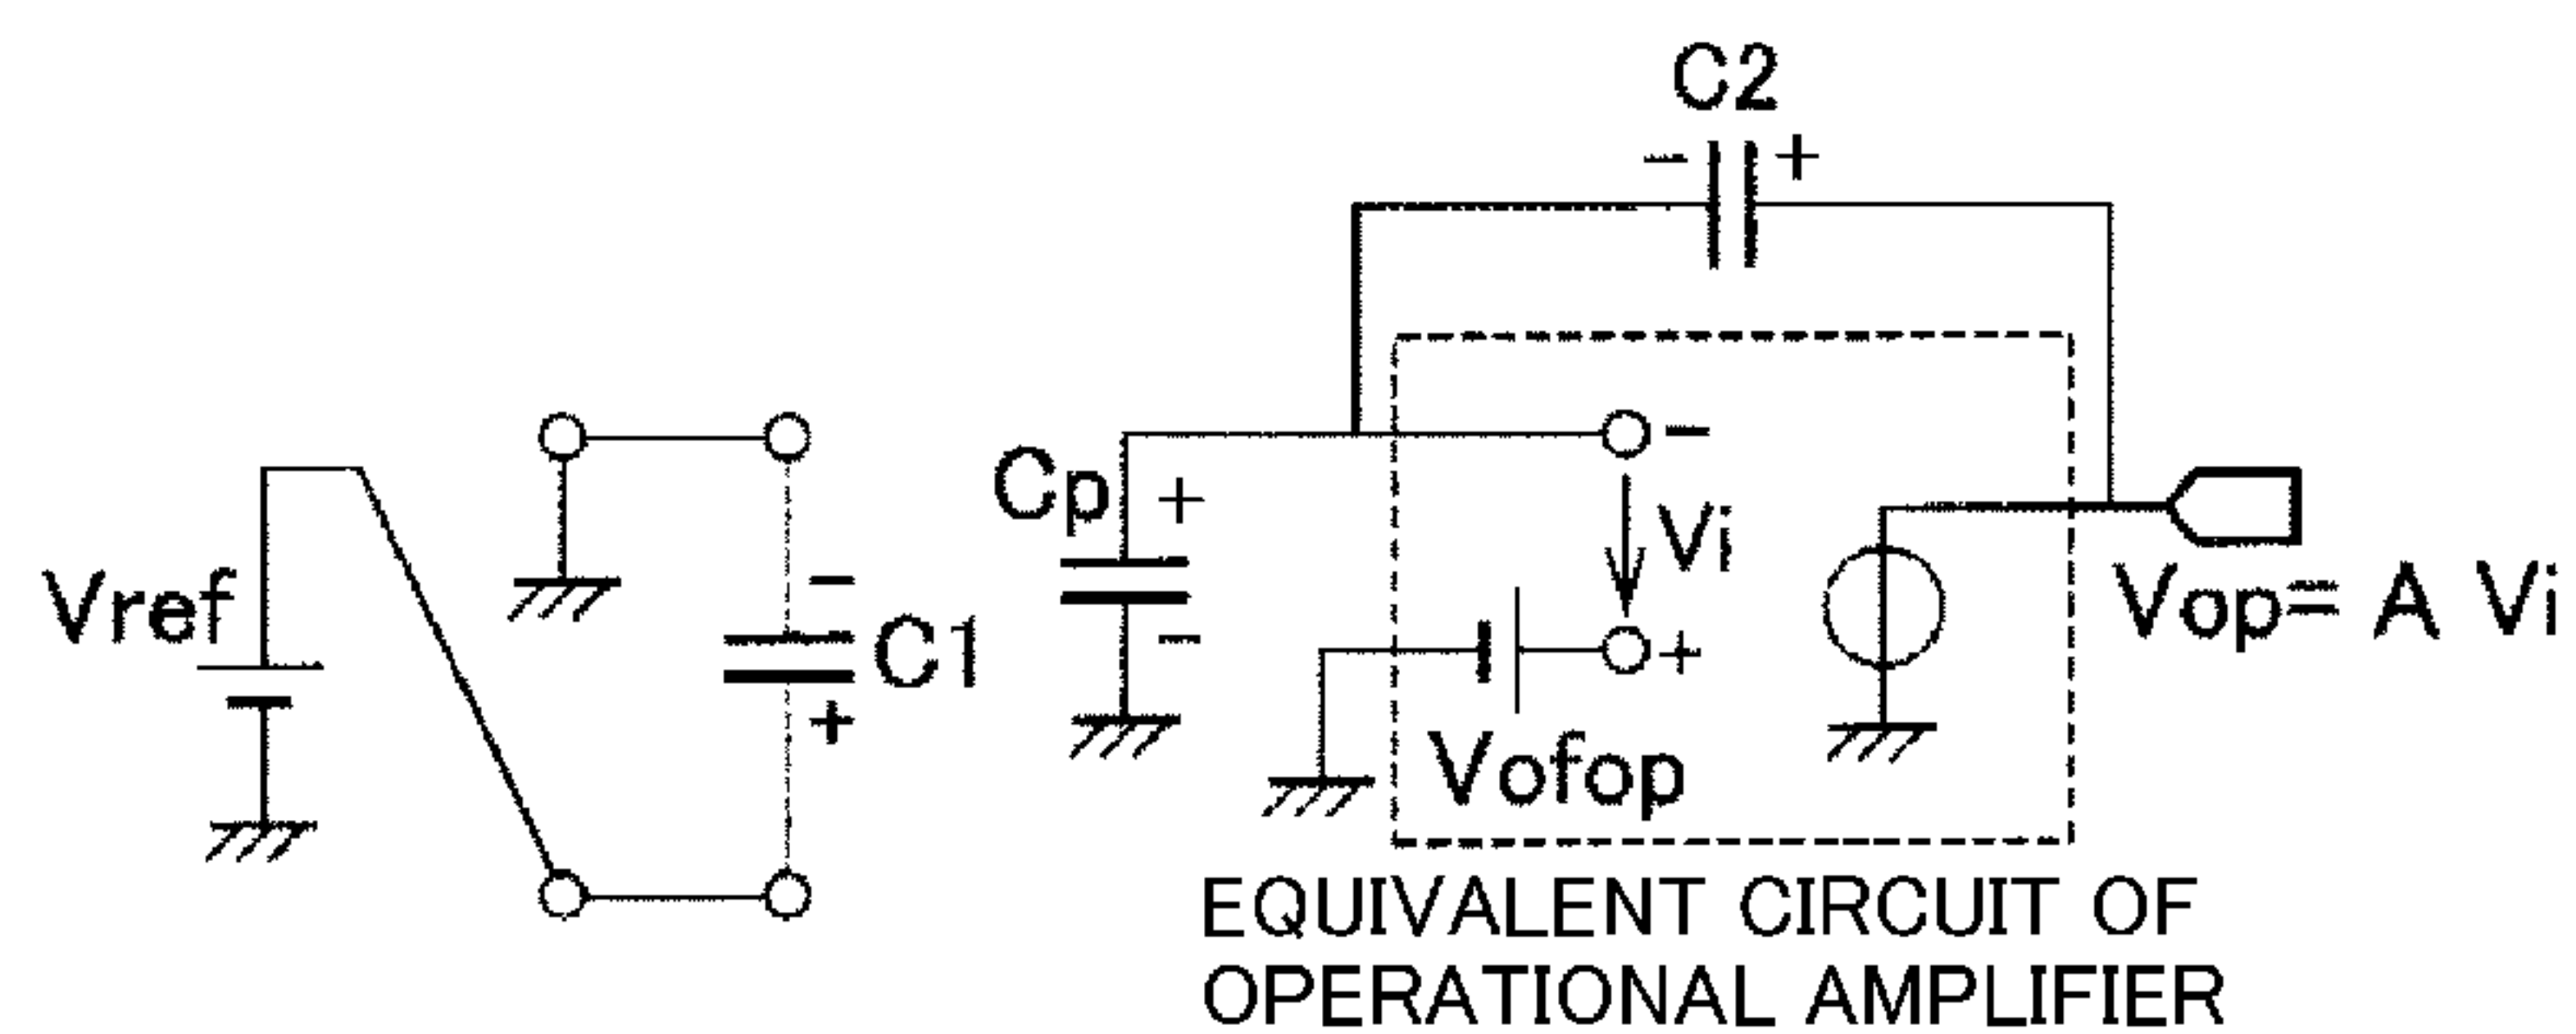 C2
- +
Cp
+
-
-
Vi
+
Vref
-
C1
+
Vofop
Vop= A Vi
EQUIVALENT CIRCUIT OF
OPERATIONAL AMPLIFIER